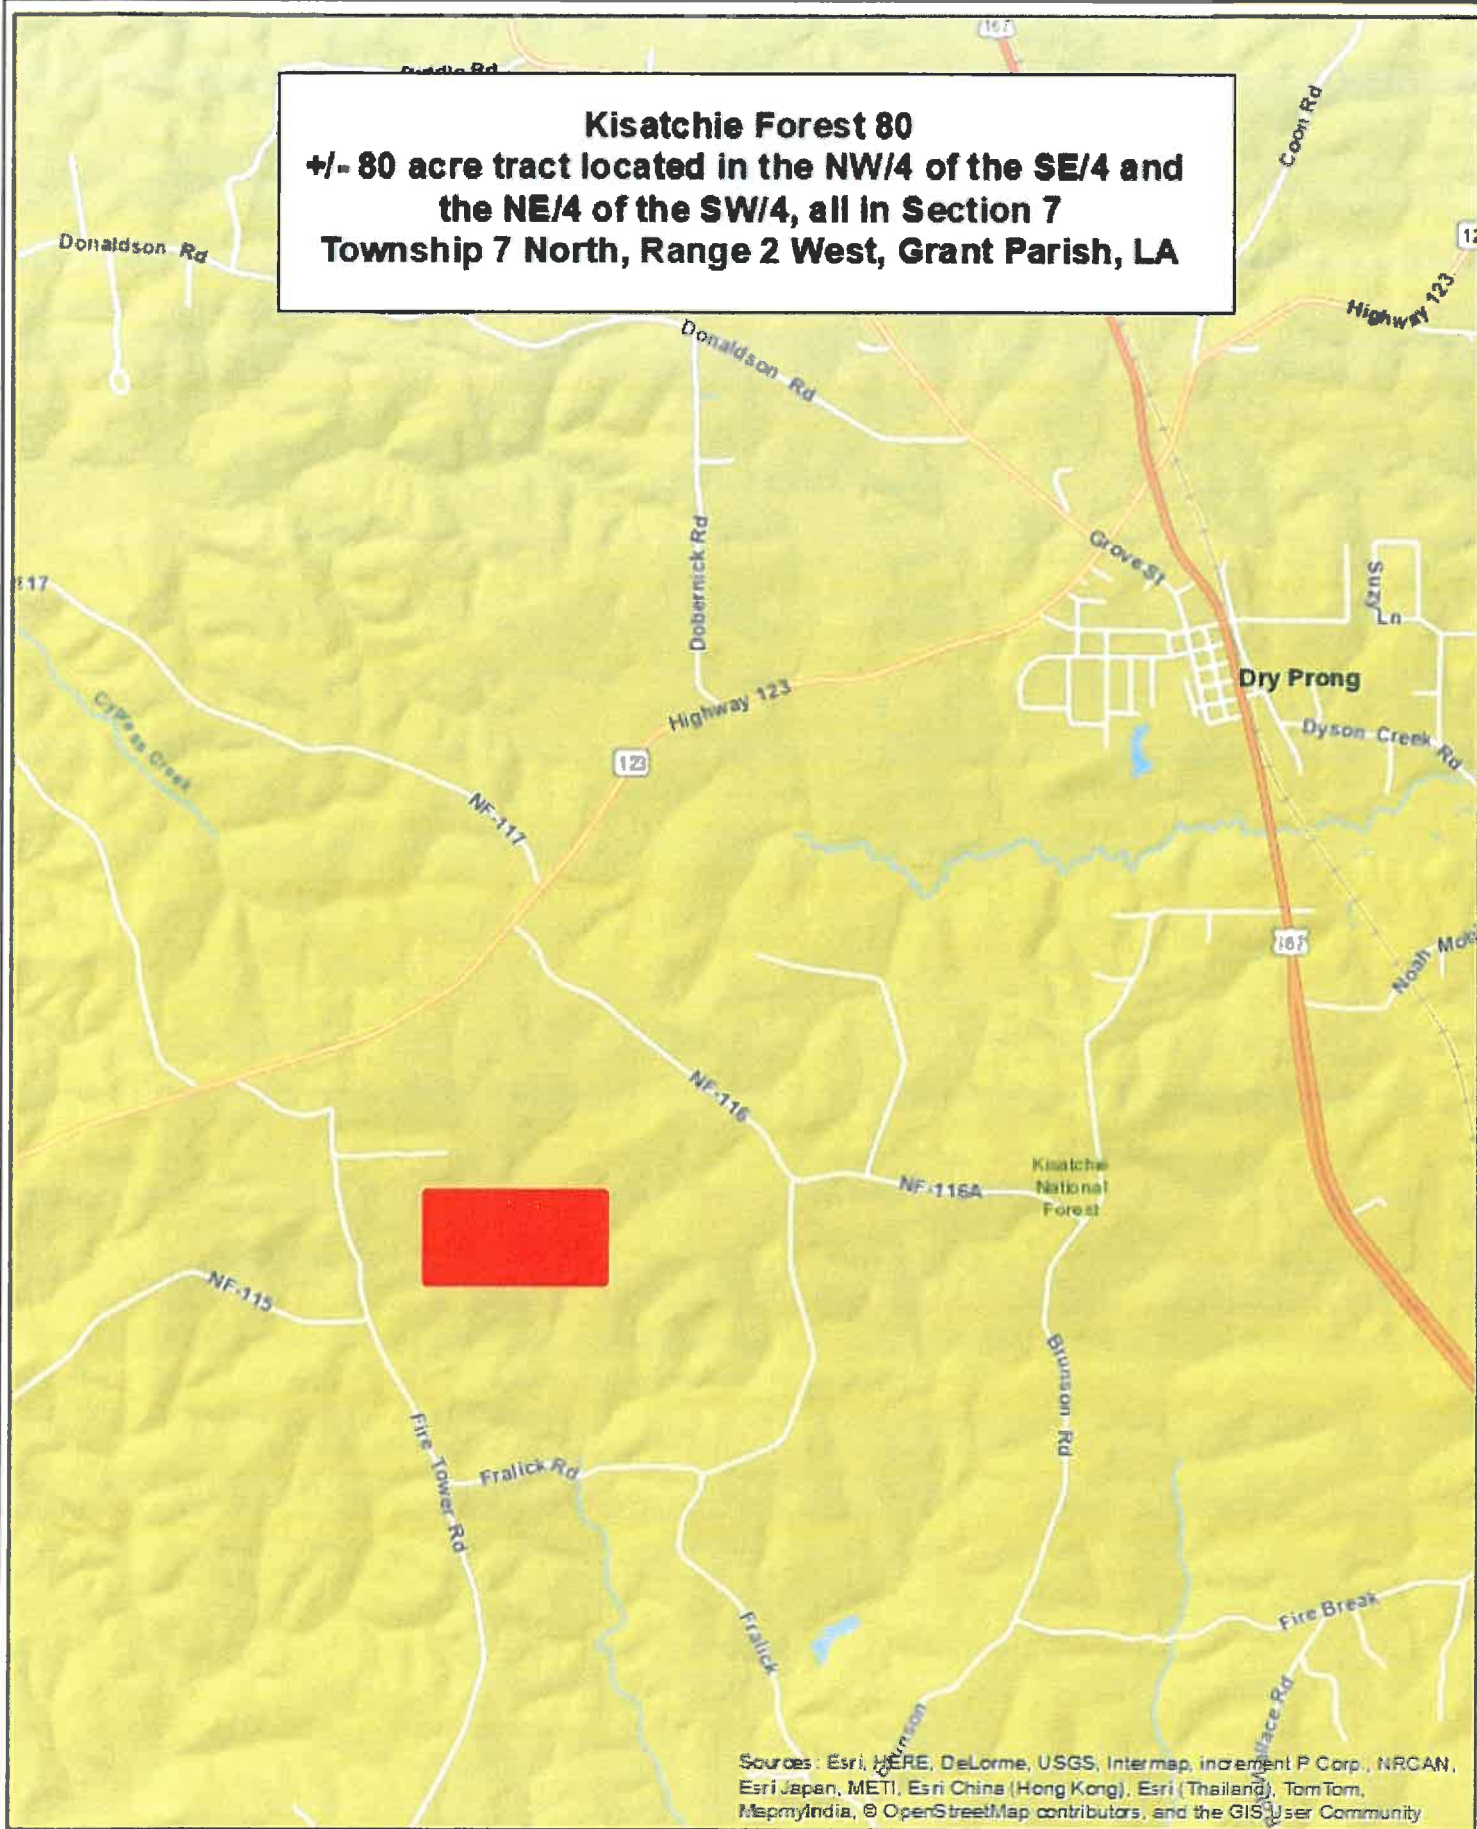 167
Kisatchie Forest 80
+/- 80 acre tract located in the NW/4 of the SE/4 and
the NE/4 of the SW/4, all in Section 7
Township 7 North, Range 2 West, Grant Parish, LA
Coon Rd
Donaldson Rd
Highway 123
Donaldson Rd
Grove St
Dobernick Rd
Suzy
Ln
Dry Prong
Highway 123
123
Dyson Creek Rd
Cypress Creek
NF-117
167
Noah
NF-116
Kisatchie
National
Forest
NF-116A
NF-115
Brunson Rd
Fire Tower Rd
Fralick Rd
Fralick
Fire Break
Wallace Rd
Brunson
Sources: Esri, HERE, DeLorme, USGS, Intermap, increment P Corp., NRCAN,
Esri Japan, METI, Esri China (Hong Kong), Esri (Thailand), TomTom,
MapmyIndia, © OpenStreetMap contributors, and the GIS User Community